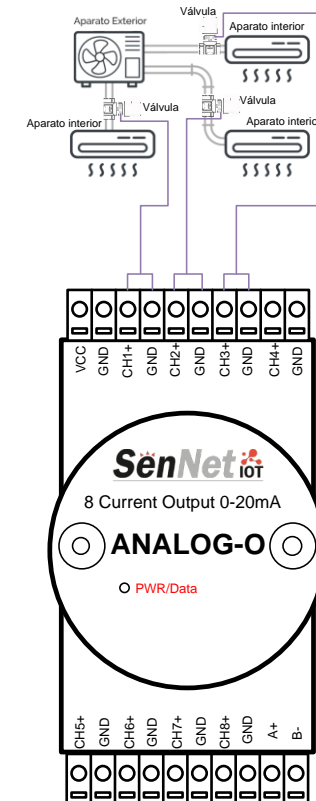 Válvula
Aparato Exterior
Aparato interior
Válvula
Válvula
Aparato interior
Aparato interio
VCC
GND
CH1+
GND
CH2+
GND
CH3+
GND
CH4+
GND
SenNet IOT
8 Current Output 0-20mA
ANALOG-O
PWR/Data
CH5+
GND
CH6+
GND
CH7+
GND
CH8+
GND
A+
B-